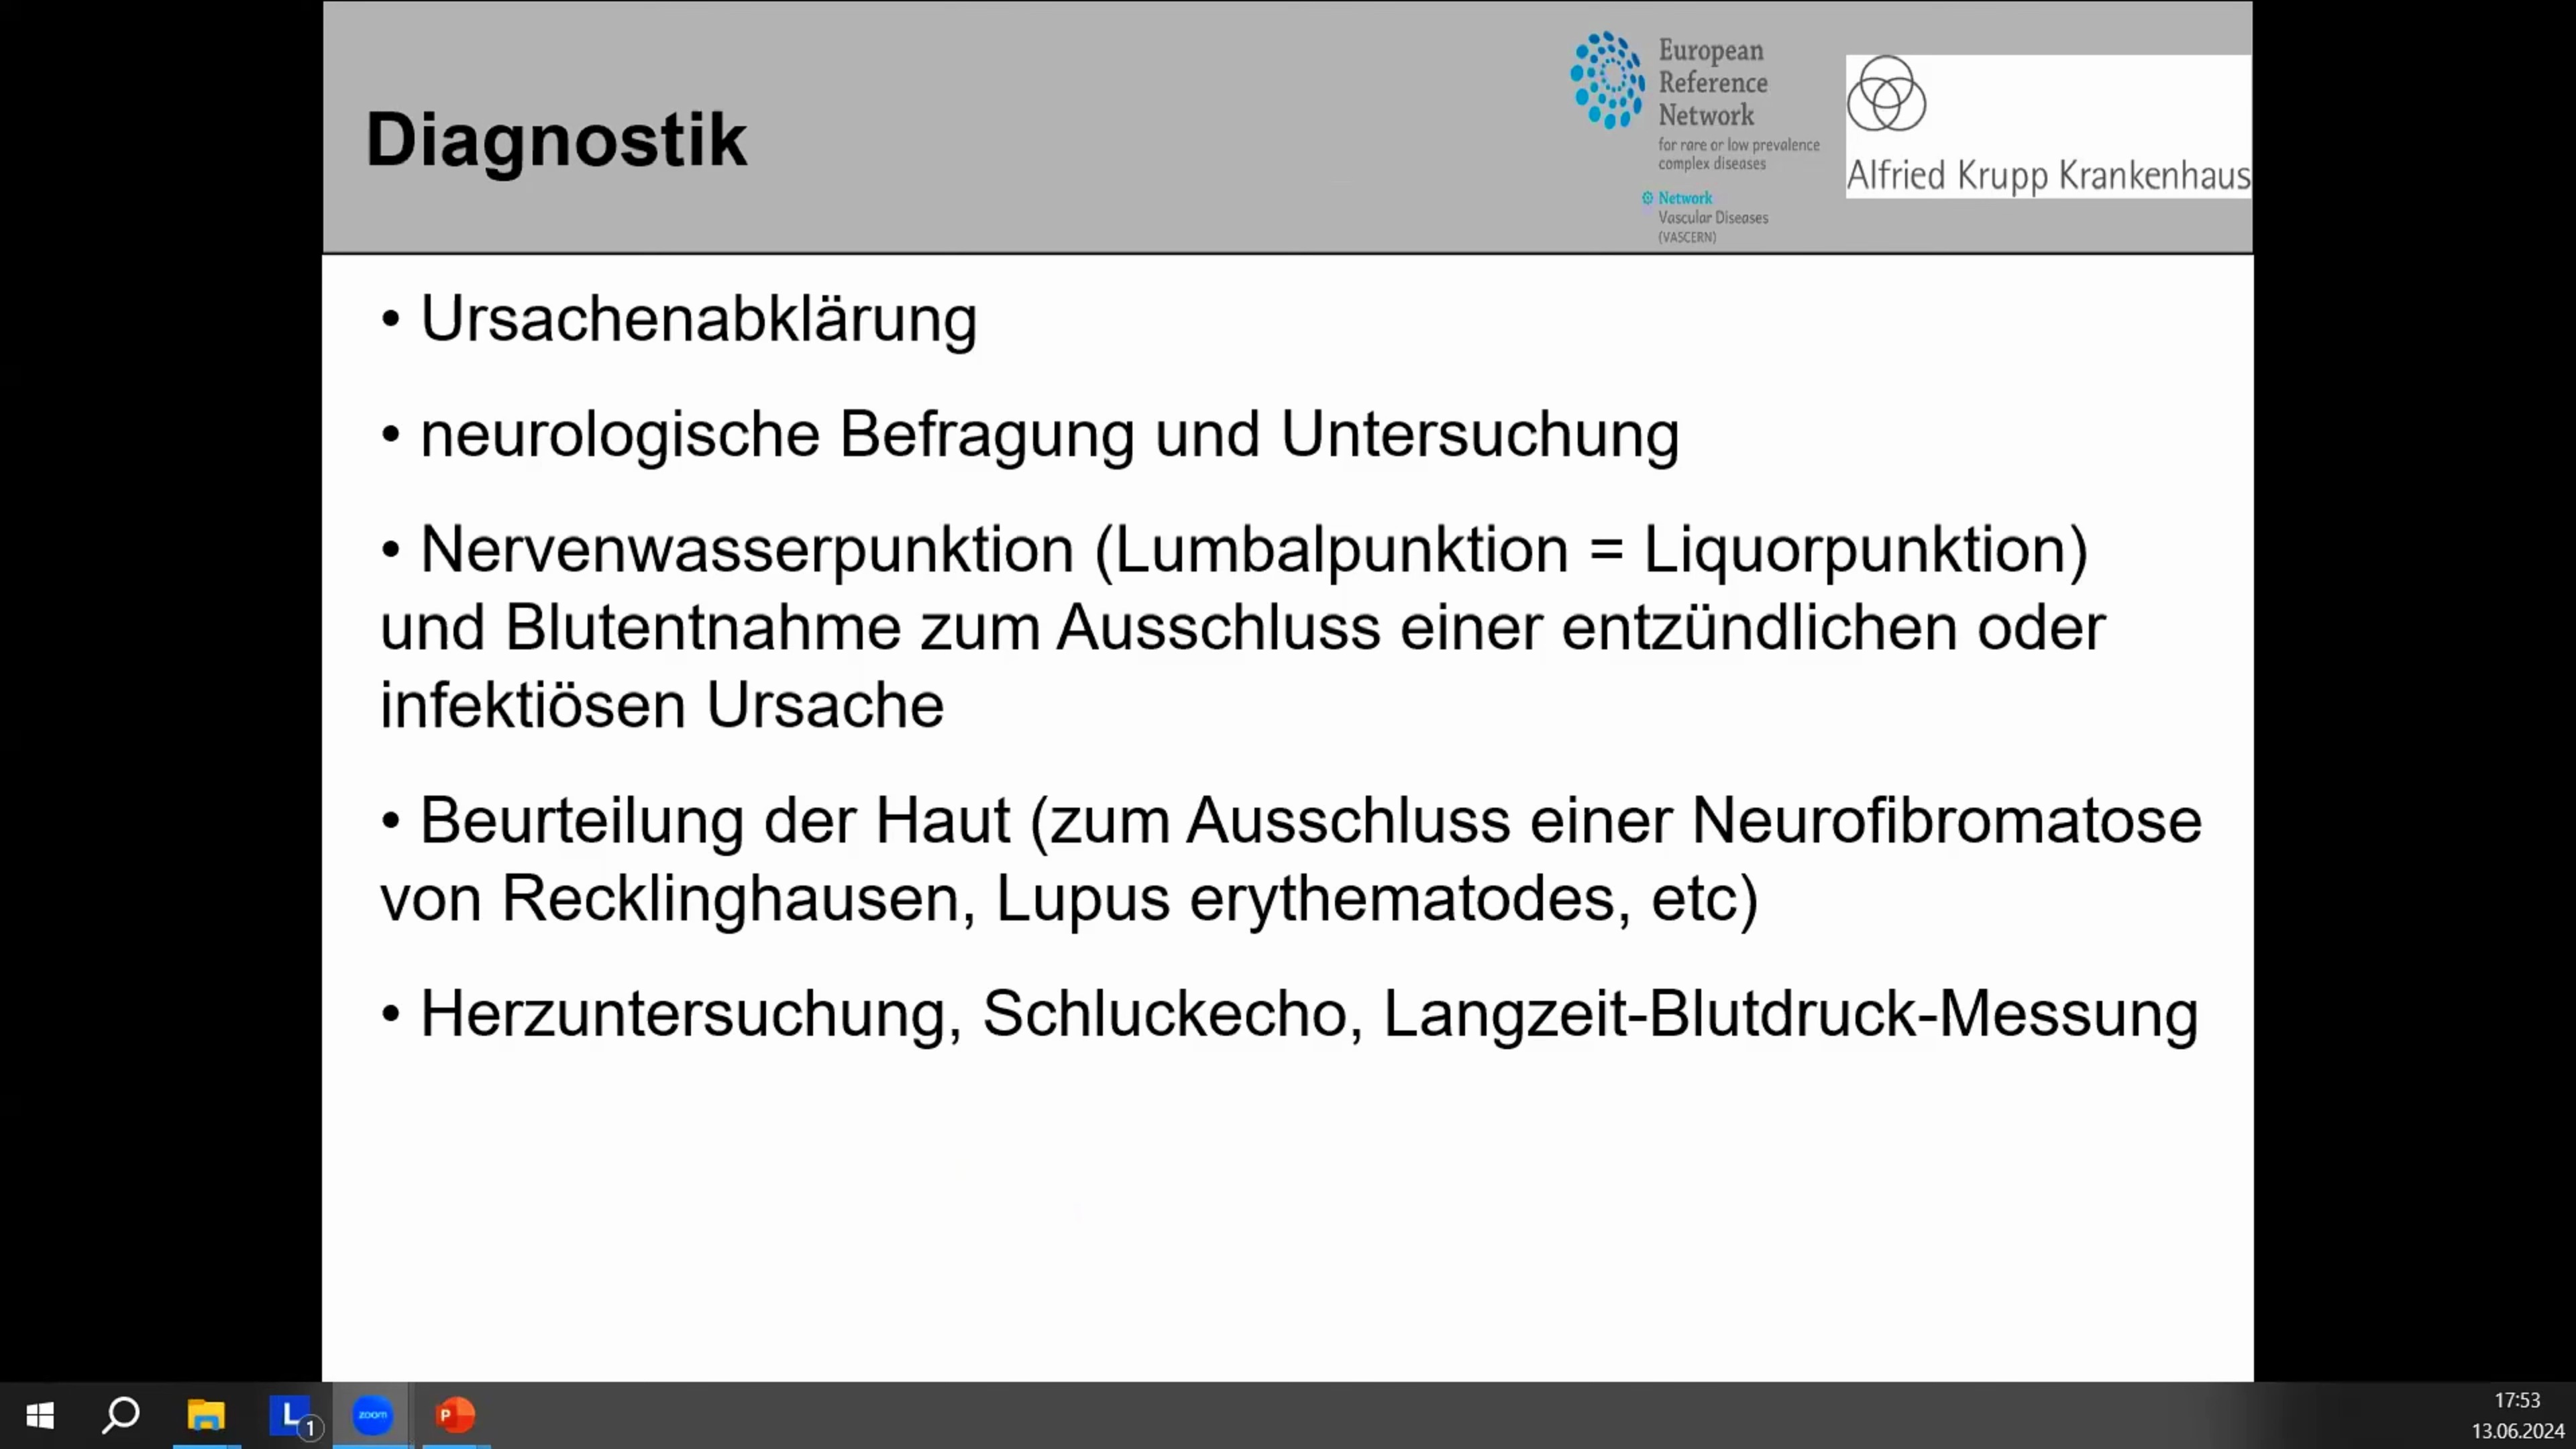 Diagnostik
European
Reference
Network
for rare or low prevalence
complex diseases
Network
Vascular Diseases
(VASCERN)
Alfried Krupp Krankenhaus
• Ursachenabklärung
• neurologische Befragung und Untersuchung
• Nervenwasserpunktion (Lumbalpunktion = Liquorpunktion)
und Blutentnahme zum Ausschluss einer entzündlichen oder
infektiösen Ursache
• Beurteilung der Haut (zum Ausschluss einer Neurofibromatose
von Recklinghausen, Lupus erythematodes, etc)
• Herzuntersuchung, Schluckecho, Langzeit-Blutdruck-Messung
L
1
zoom
P
17:53
13.06.2024